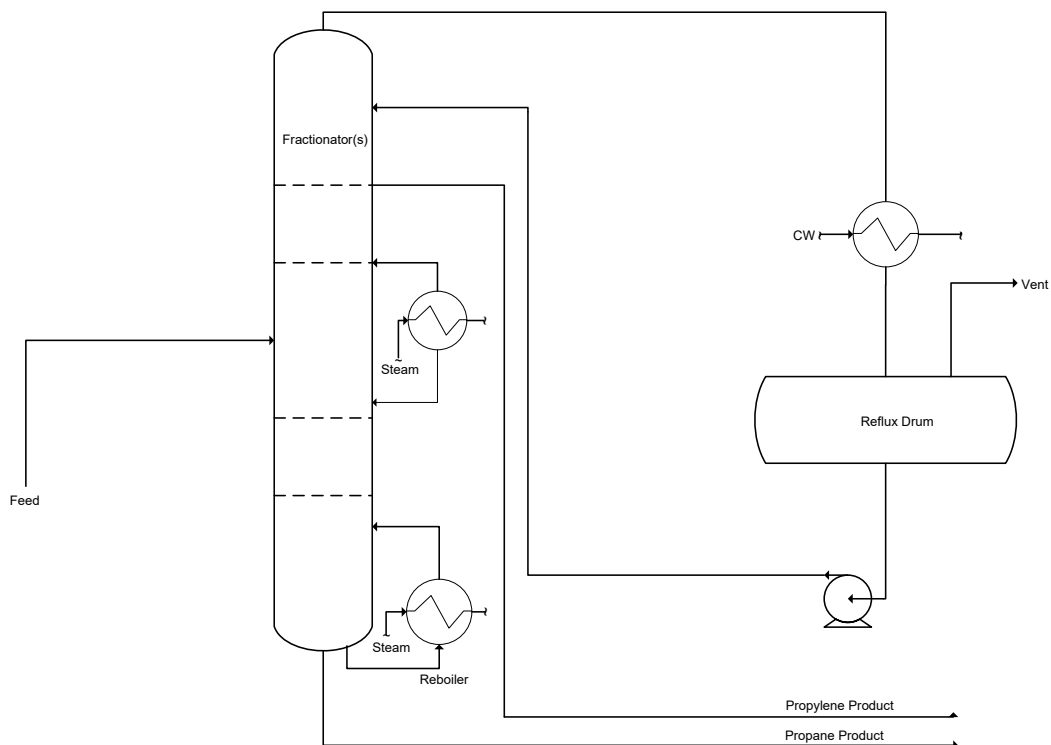 Fractionator(s)
CW
Vent
Steam
Reflux Drum
Feed
Steam
Reboiler
Propylene Product
Propane Product